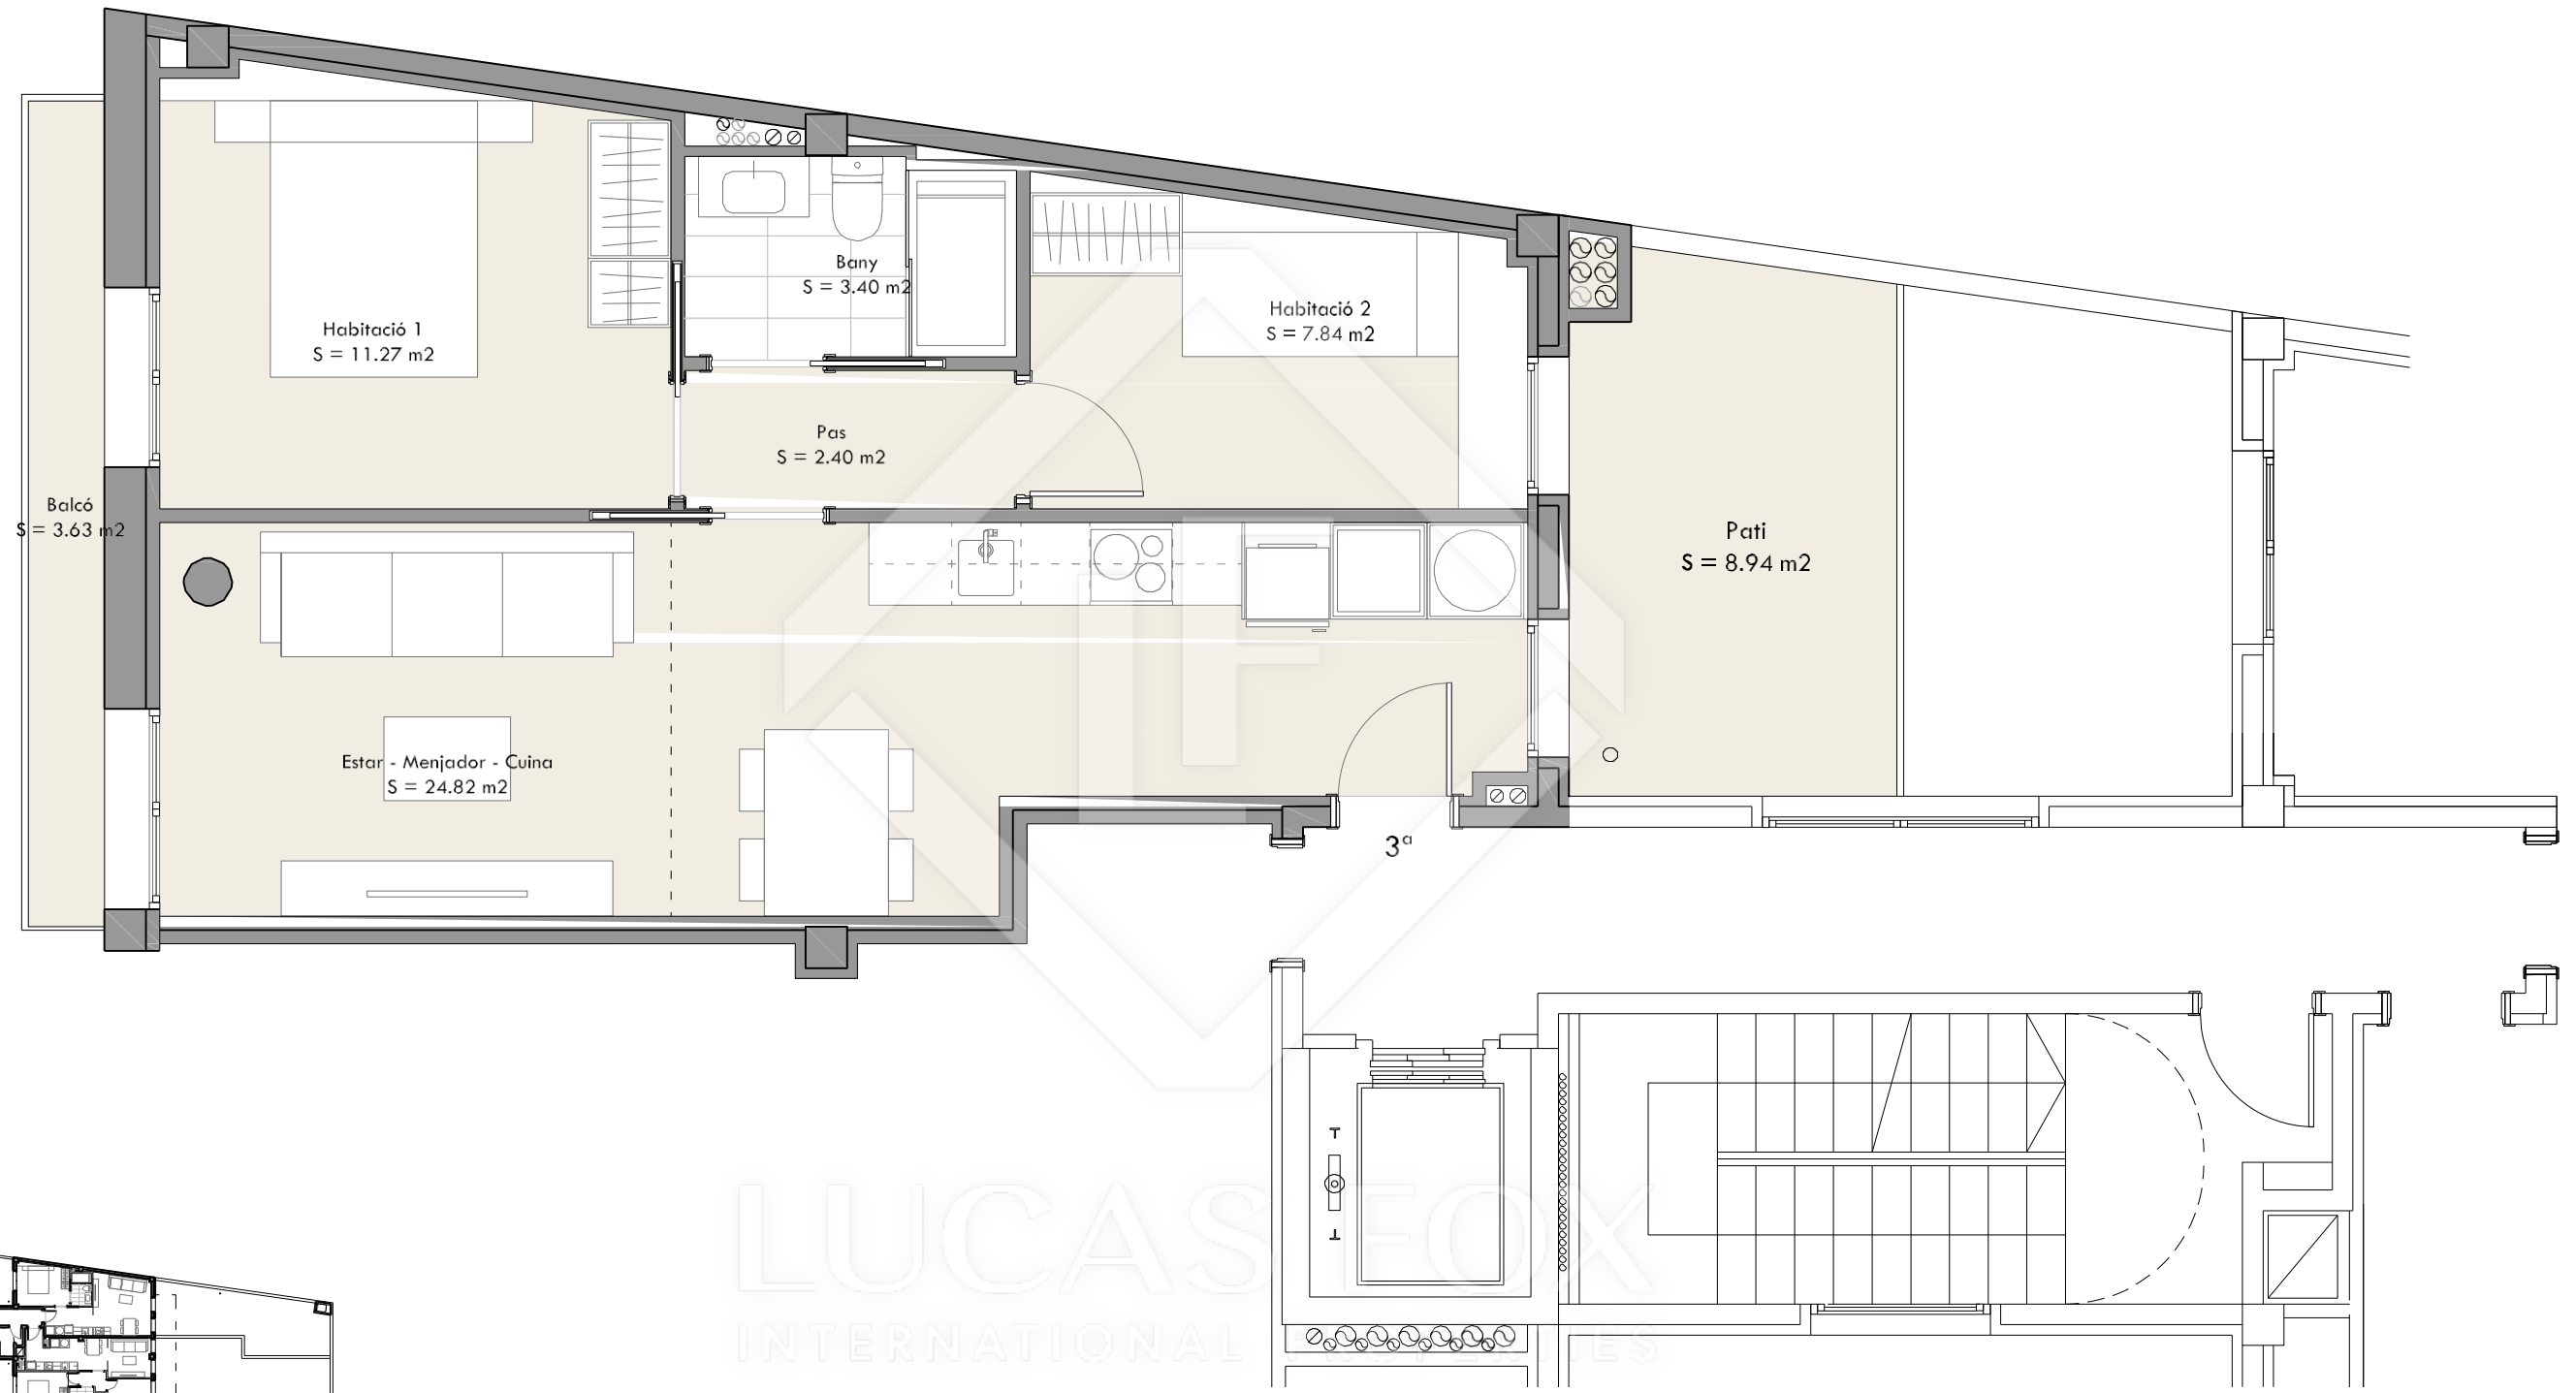 Bany
S = 3.40 m2
Habitació 1
S = 11.27 m2
Habitació 2
S = 7.84 m2
Pas
S = 2.40 m2
Balcó
S = 3.63 m2
Pati
S = 8.94 m2
Estar - Menjador - Cuina
S = 24.82 m2
3ª
LF
LUCAS FOX
INTERNATIONAL PROPERTIES